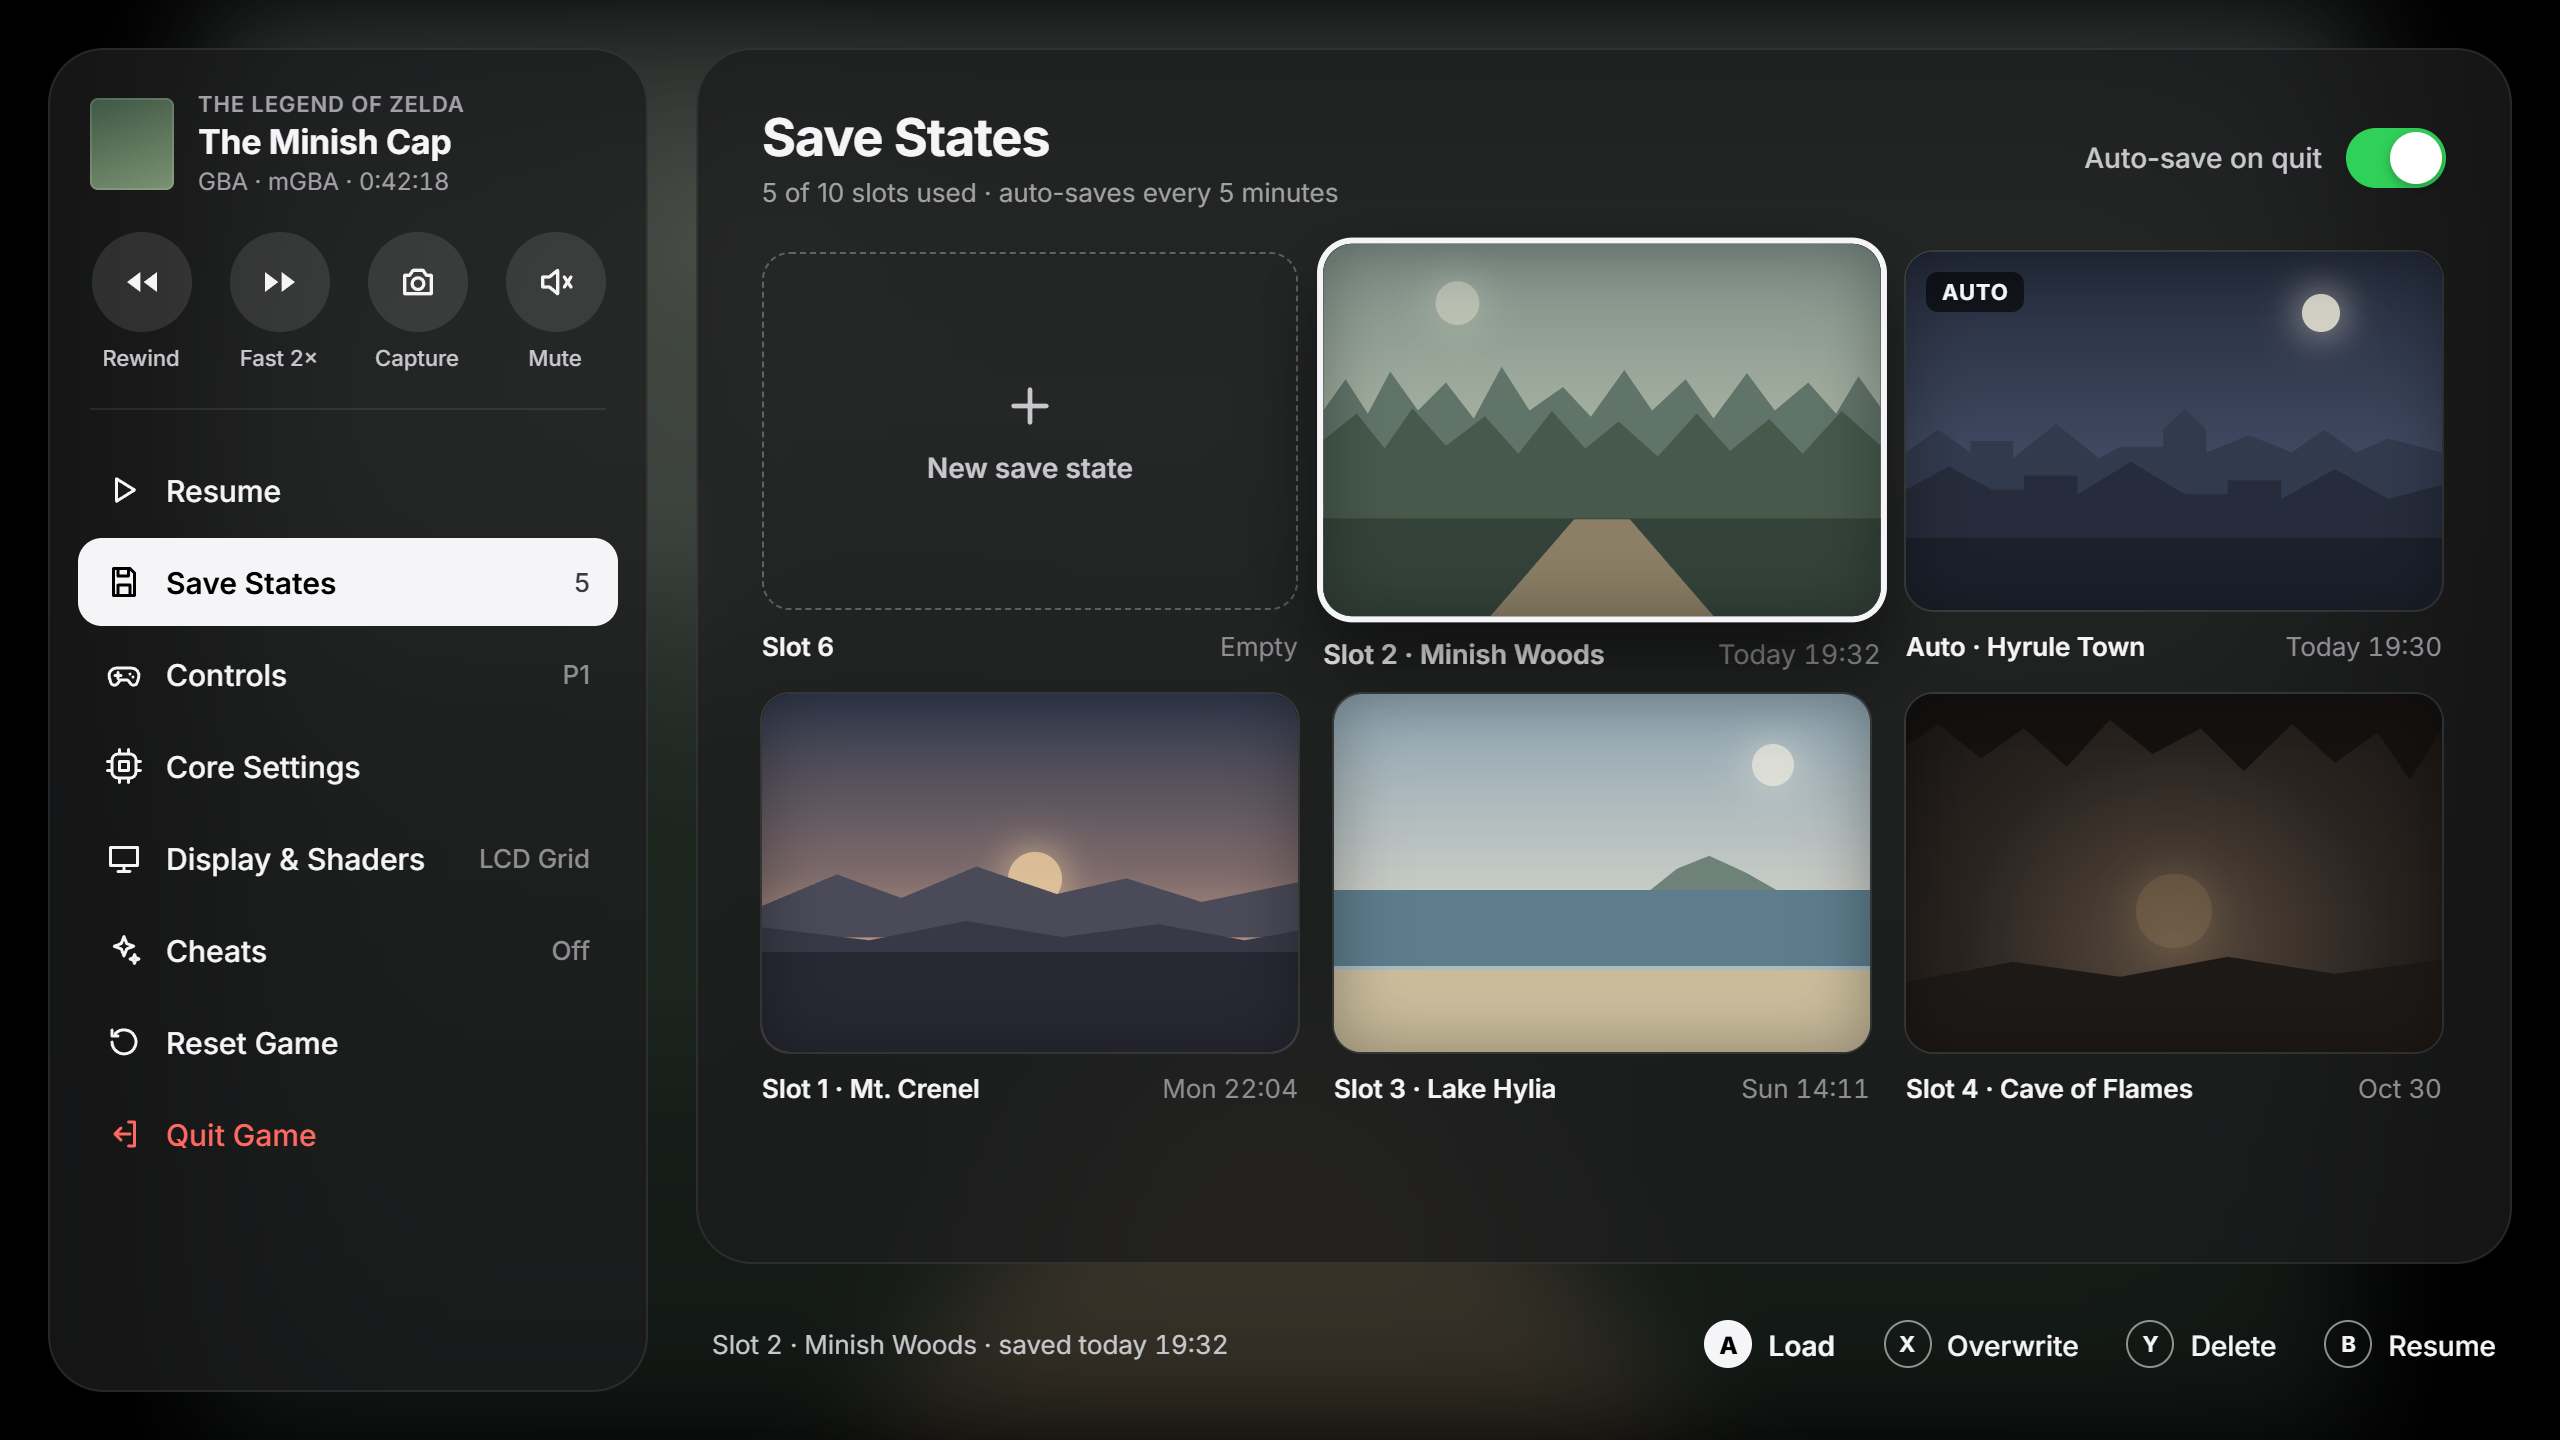 THE LEGEND OF ZELDA
The Minish Cap
GBA · mGBA · 0:42:18
Rewind
Fast 2×
Capture
Mute
Resume
Save States 5
Controls P1
Core Settings
Display & Shaders LCD Grid
Cheats Off
Reset Game
Quit Game
Save States
5 of 10 slots used · auto-saves every 5 minutes
Auto-save on quit
New save state
Slot 6 Empty
Slot 2 · Minish Woods Today 19:32
AUTO
Auto · Hyrule Town Today 19:30
Slot 1 · Mt. Crenel Mon 22:04
Slot 3 · Lake Hylia Sun 14:11
Slot 4 · Cave of Flames Oct 30
Slot 2 · Minish Woods · saved today 19:32
A Load
X Overwrite
Y Delete
B Resume